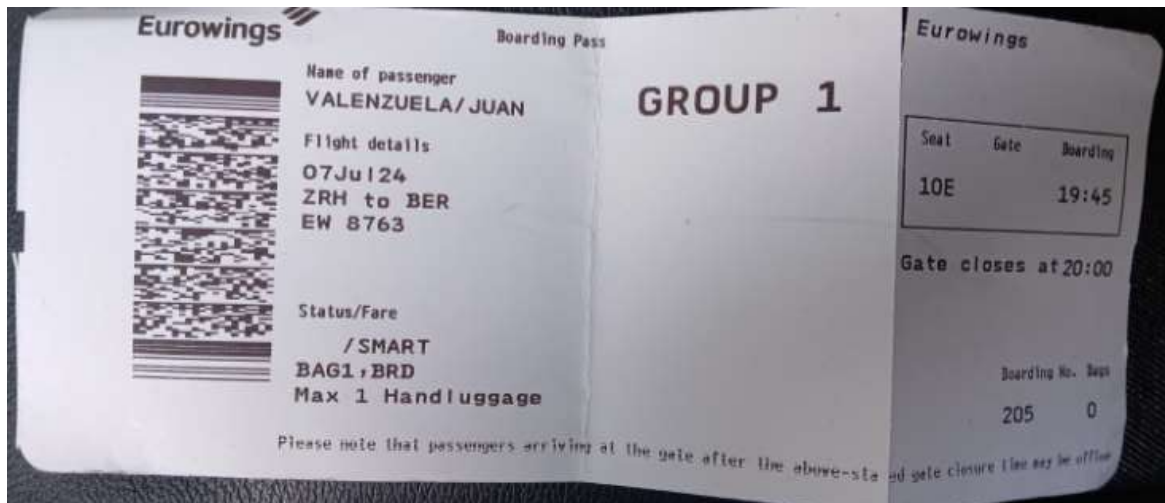 Eurowings
Boarding Pass
Name of passenger
VALENZUELA/JUAN
GROUP 1
Flight details
07Jul24
ZRH to BER
EW 8763
Status/Fare
/SMART
BAG1,BRD
Max 1 Handluggage
Please note that passengers arriving at the gate after the above-sta ed gate closure time may be offloa
Eurowings
Seat Gate Boarding
10E 19:45
Gate closes at 20:00
Boarding No. Bags
205 0